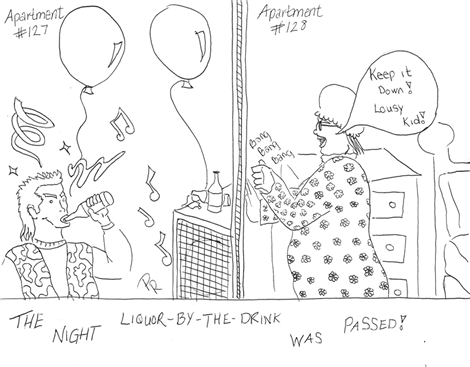 Apartment
#127
Apartment
#128
Keep it
Down!
Lousy
Kid!
Bang
Bang
Bang
THE NIGHT LIQUOR-BY-THE-DRINK WAS PASSED!